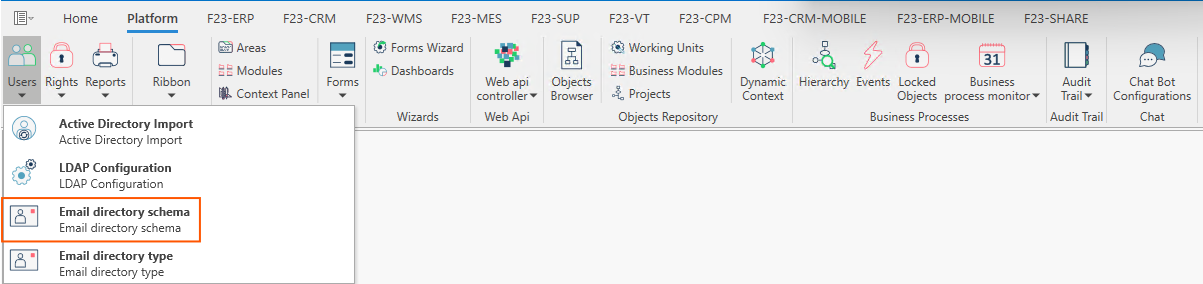 Home Platform F23-ERP F23-CRM F23-WMS F23-MES F23-SUP F23-VT F23-CPM F23-CRM-MOBILE F23-ERP-MOBILE F23-SHARE
Users
Rights
Reports
Ribbon
Areas
Modules
Context Panel
Forms
Forms Wizard
Dashboards
Wizards
Web api
controller
Web Api
Objects
Browser
Working Units
Business Modules
Projects
Objects Repository
Dynamic
Context
Hierarchy
Events
Locked
Objects
31
Business
process monitor
Business Processes
Audit
Trail
Audit Trail
Chat Bot
Configurations
Chat
Active Directory Import
Active Directory Import
LDAP Configuration
LDAP Configuration
Email directory schema
Email directory schema
Email directory type
Email directory type